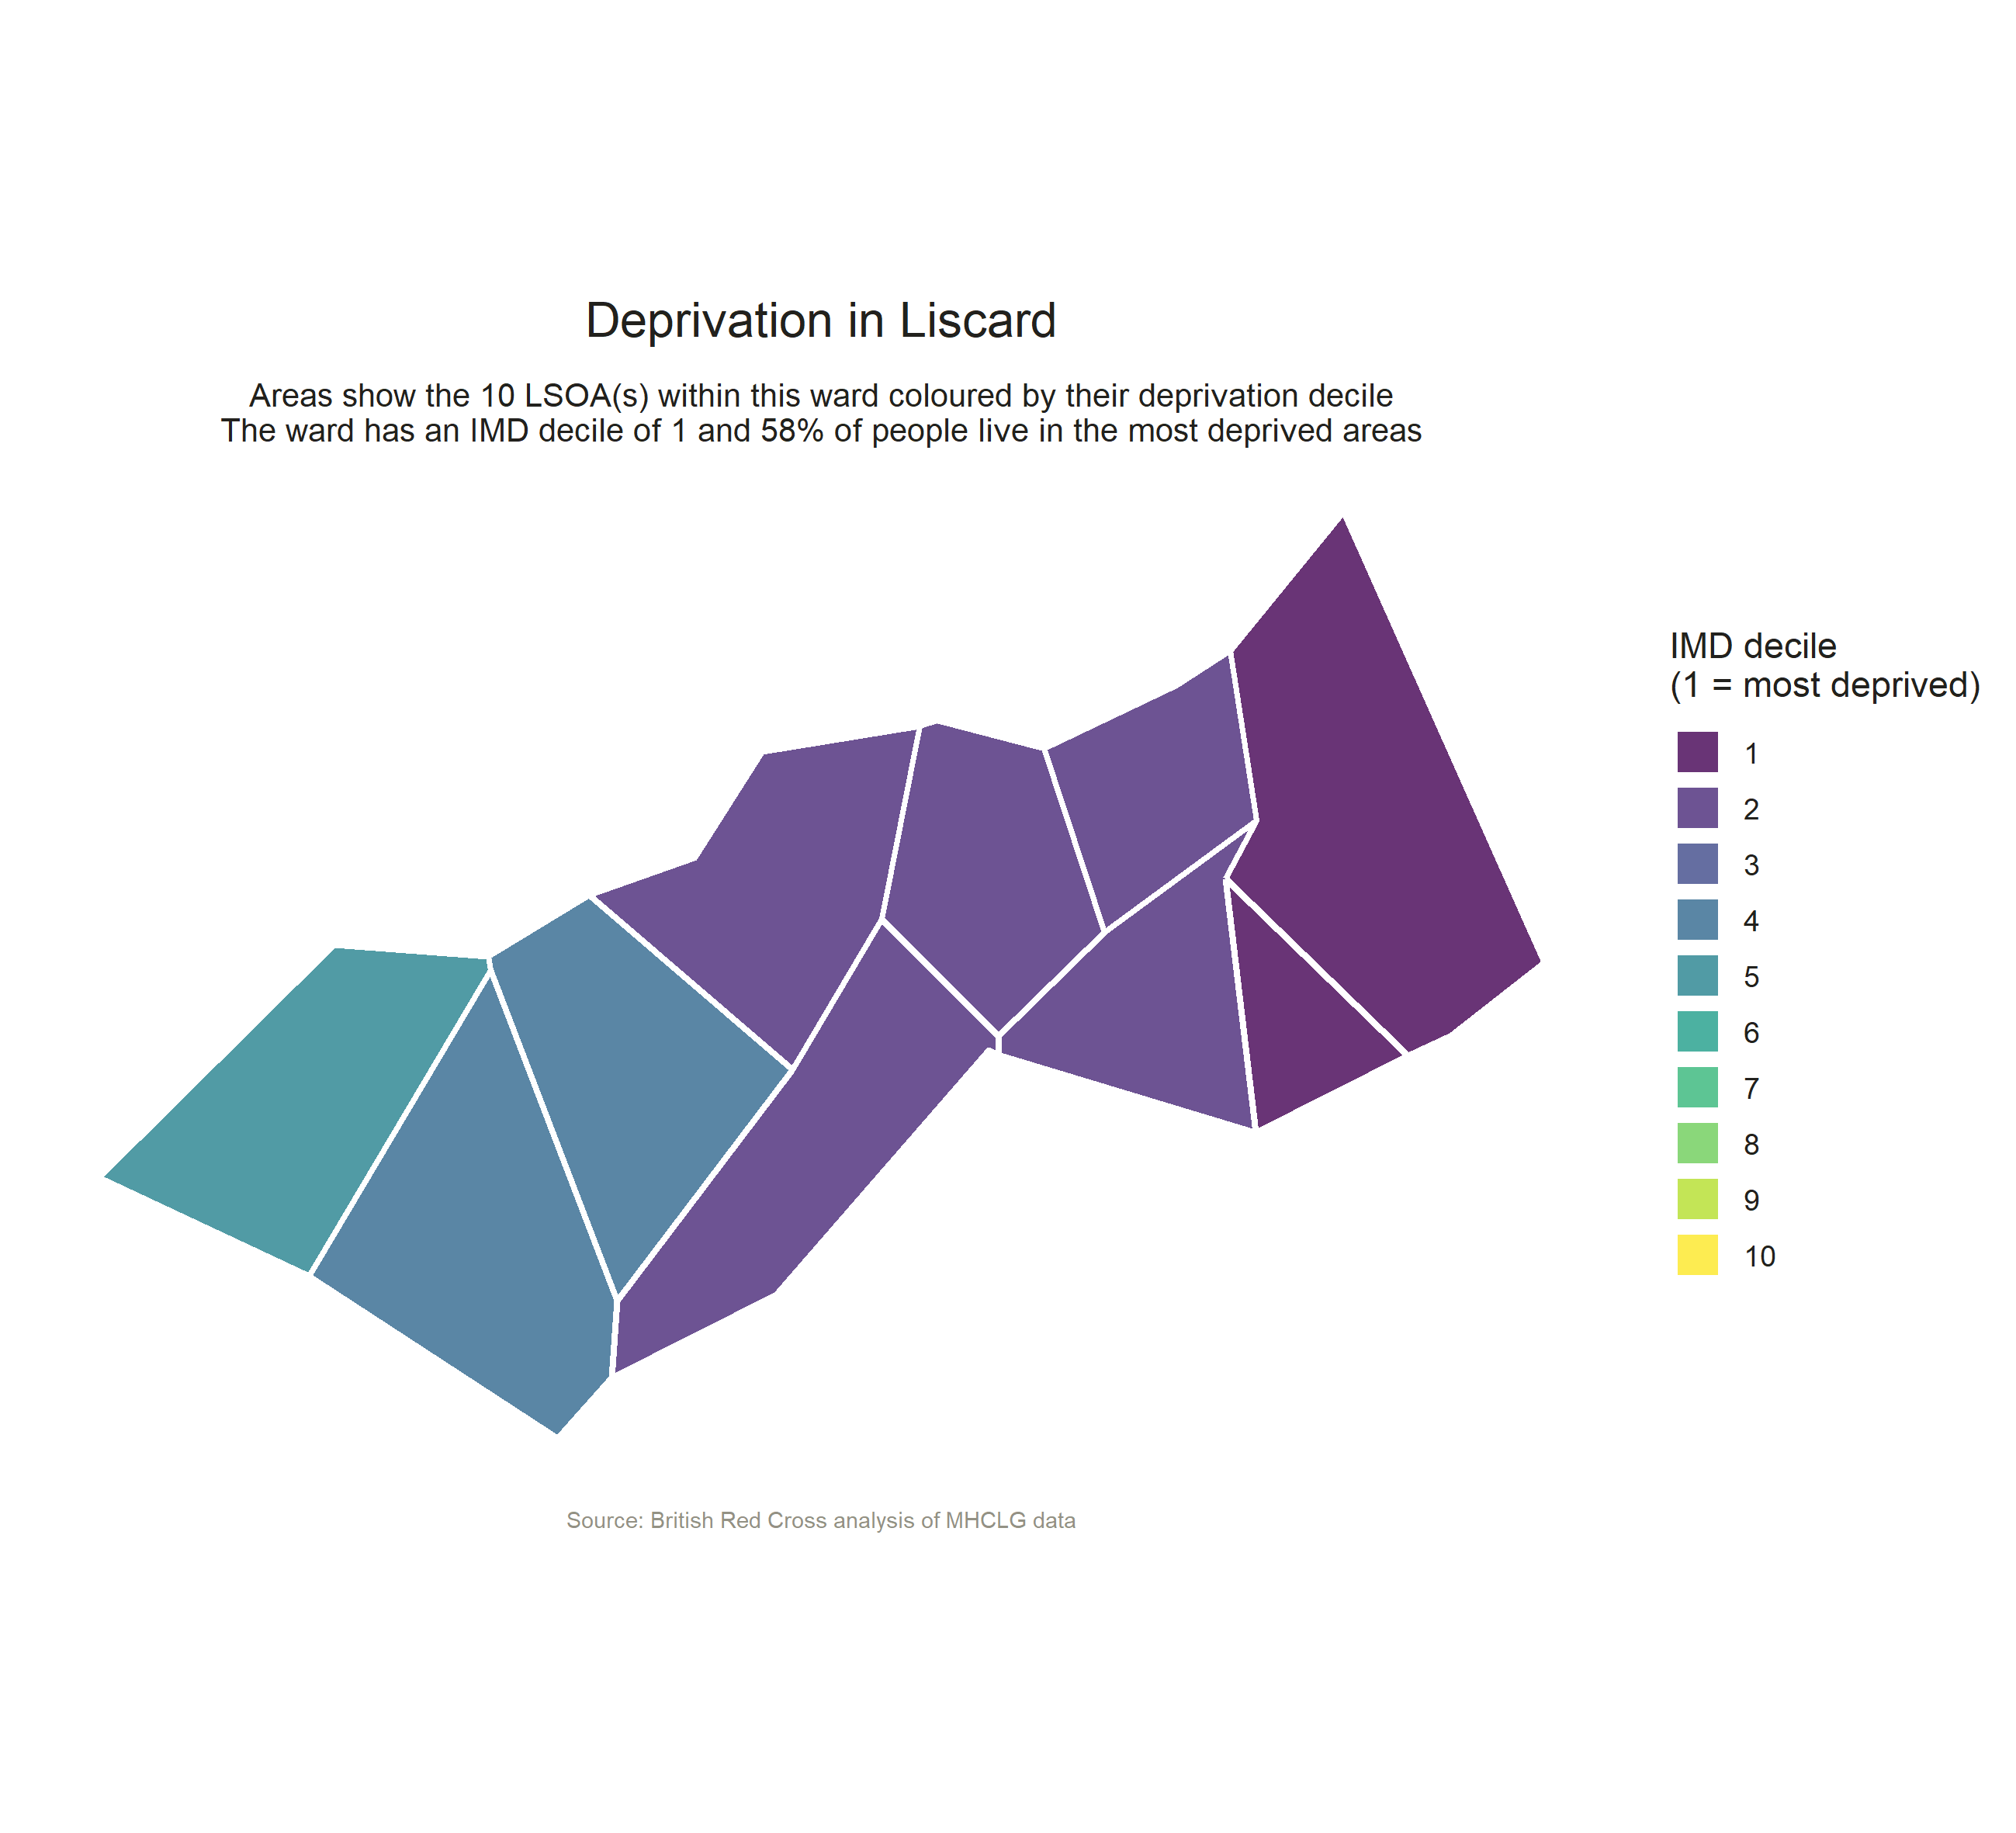 Deprivation in Liscard
Areas show the 10 LSOA(s) within this ward coloured by their deprivation decile
The ward has an IMD decile of 1 and 58% of people live in the most deprived areas
IMD decile
(1 = most deprived)
1
2
3
4
5
6
7
8
9
10
Source: British Red Cross analysis of MHCLG data